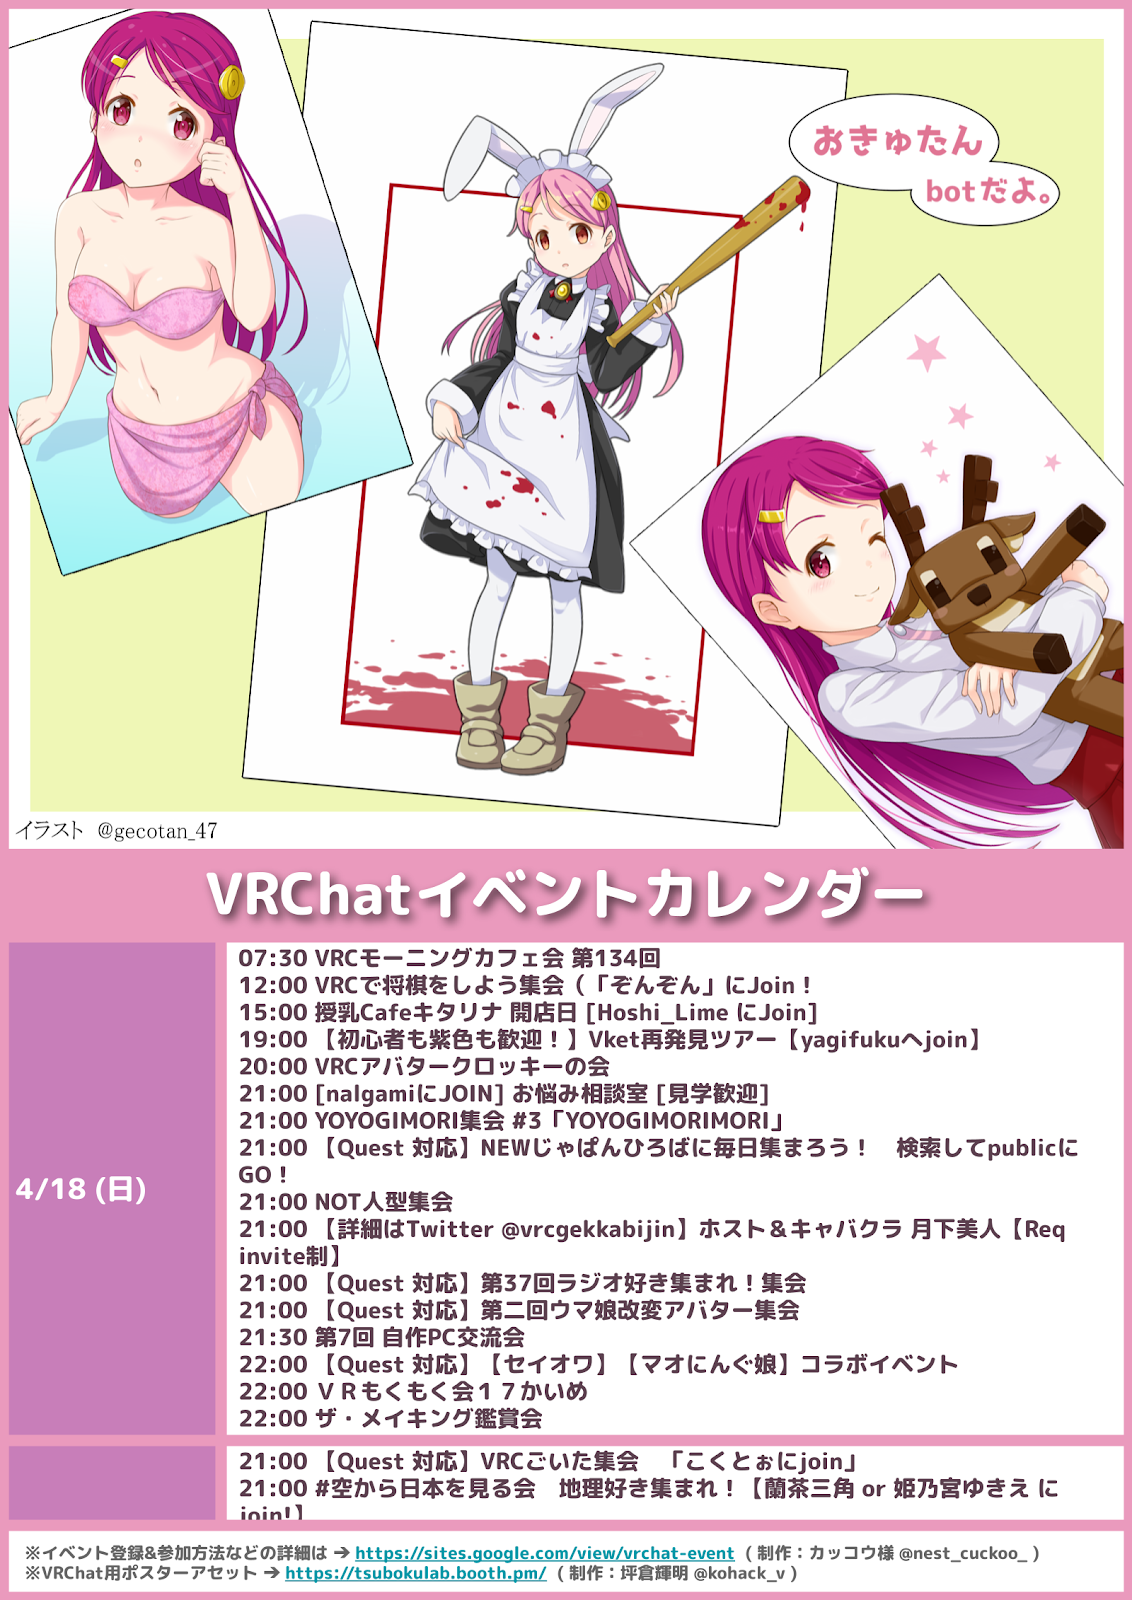 おきゅたん
botだよ。
イラスト @gecotan_47
VRChatイベントカレンダー
4/18 (日)
07:30 VRCモーニングカフェ会 第134回
12:00 VRCで将棋をしよう集会（「ぞんぞん」にJoin！
15:00 授乳Cafeキタリナ 開店日 [Hoshi_Lime にJoin]
19:00 【初心者も紫色も歓迎！】Vket再発見ツアー【yagifukuへjoin】
20:00 VRCアバタークロッキーの会
21:00 [nalgamiにJOIN] お悩み相談室 [見学歓迎]
21:00 YOYOGIMORI集会 #3「YOYOGIMORIMORI」
21:00 【Quest 対応】NEWじゃぱんひろばに毎日集まろう！　検索してpublicに
GO！
21:00 NOT人型集会
21:00 【詳細はTwitter @vrcgekkabijin】ホスト＆キャバクラ 月下美人【Req
invite制】
21:00 【Quest 対応】第37回ラジオ好き集まれ！集会
21:00 【Quest 対応】第二回ウマ娘改変アバター集会
21:30 第7回 自作PC交流会
22:00 【Quest 対応】【セイオワ】【マオにんぐ娘】コラボイベント
22:00 ＶＲもくもく会１７かいめ
22:00 ザ・メイキング鑑賞会
21:00 【Quest 対応】VRCごいた集会　「こくとぉにjoin」
21:00 #空から日本を見る会　地理好き集まれ！【蘭茶三角 or 姫乃宮ゆきえ に
join!】
※イベント登録&参加方法などの詳細は → https://sites.google.com/view/vrchat-event （ 制作：カッコウ様 @nest_cuckoo_ ）
※VRChat用ポスターアセット → https://tsubokulab.booth.pm/ （ 制作：坪倉輝明 @kohack_v ）